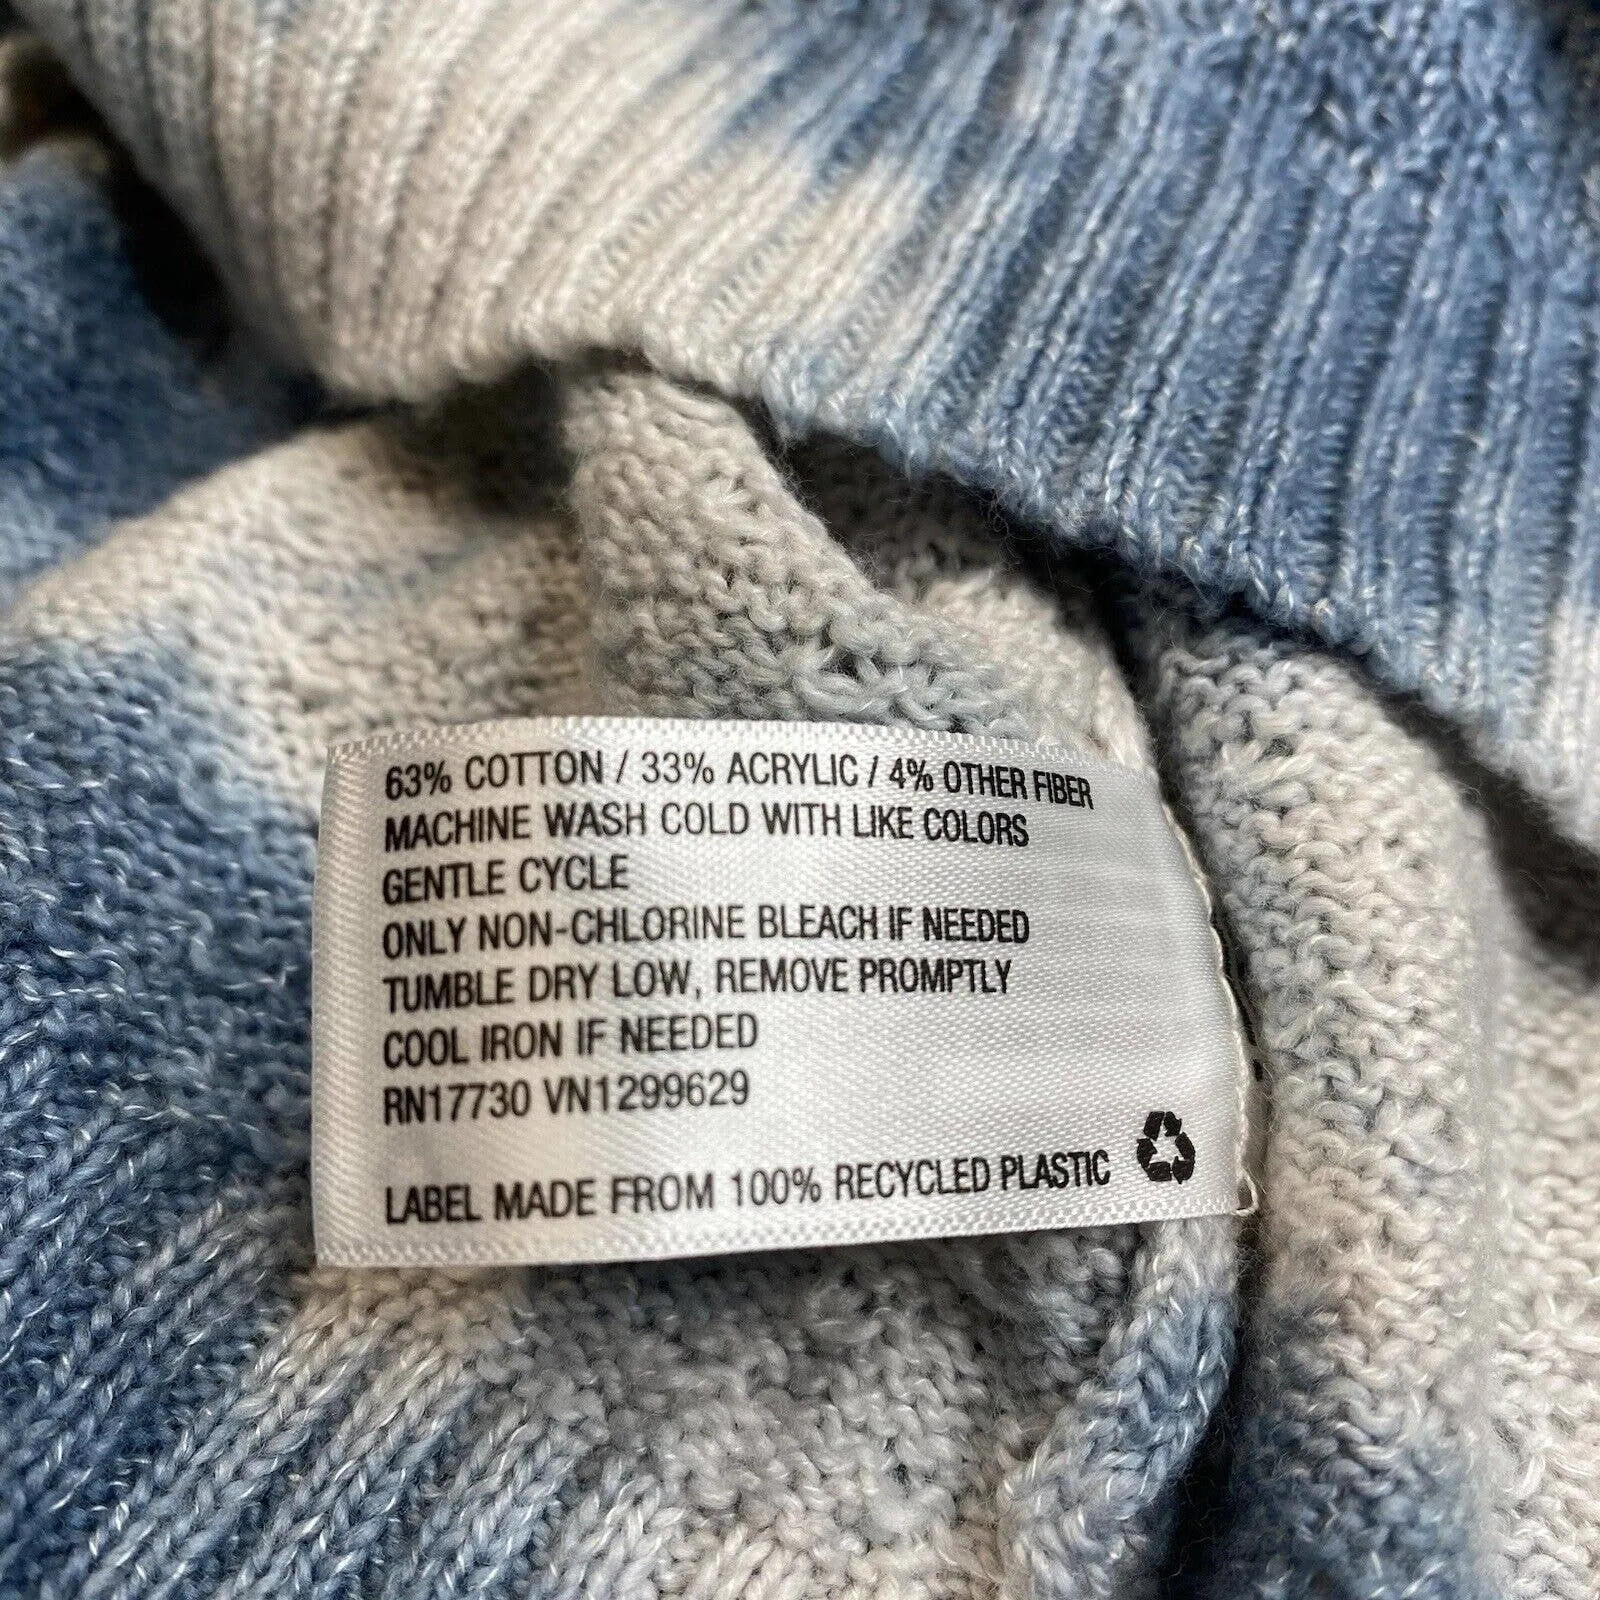 63% COTTON / 33% ACRYLIC / 4% OTHER FIBER
MACHINE WASH COLD WITH LIKE COLORS
GENTLE CYCLE
ONLY NON-CHLORINE BLEACH IF NEEDED
TUMBLE DRY LOW, REMOVE PROMPTLY
COOL IRON IF NEEDED
RN17730 VN1299629
LABEL MADE FROM 100% RECYCLED PLASTIC